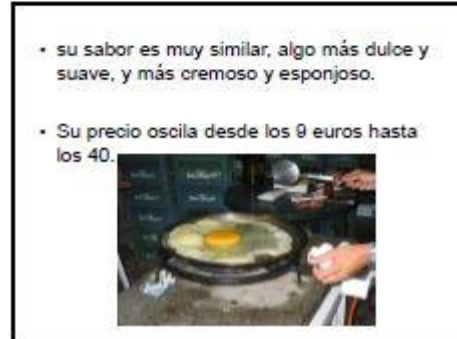 • su sabor es muy similar, algo más dulce y
suave, y más cremoso y esponjoso.
• Su precio oscila desde los 9 euros hasta
los 40.